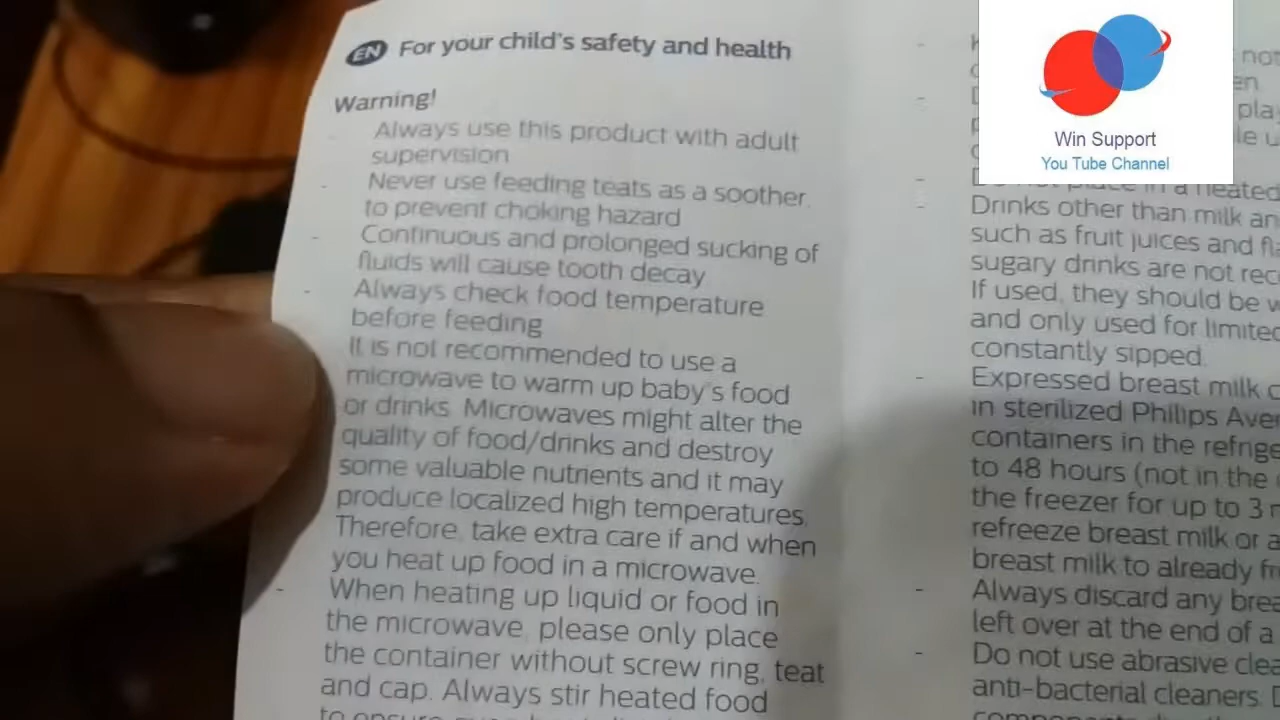 EN For your child's safety and health
Warning!
- Always use this product with adult
supervision
- Never use feeding teats as a soother.
to prevent choking hazard
- Continuous and prolonged sucking of
fluids will cause tooth decay
- Always check food temperature
before feeding
It is not recommended to use a
microwave to warm up baby's food
or drinks. Microwaves might alter the
quality of food/drinks and destroy
some valuable nutrients and it may
produce localized high temperatures.
Therefore, take extra care if and when
you heat up food in a microwave.
- When heating up liquid or food in
the microwave, please only place
the container without screw ring, teat
and cap. Always stir heated food
Win Support
You Tube Channel
not
- Do not place in a heated
Drinks other than milk
such as fruit juices and
sugary drinks are not
If used, they should be
and only used for limited
constantly sipped.
- Expressed breast milk
in sterilized Philips
containers in the
to 48 hours (not in the
the freezer for up to 3
refreeze breast milk or
breast milk to already
- Always discard any
left over at the end of a
- Do not use abrasive
anti-bacterial cleaners.